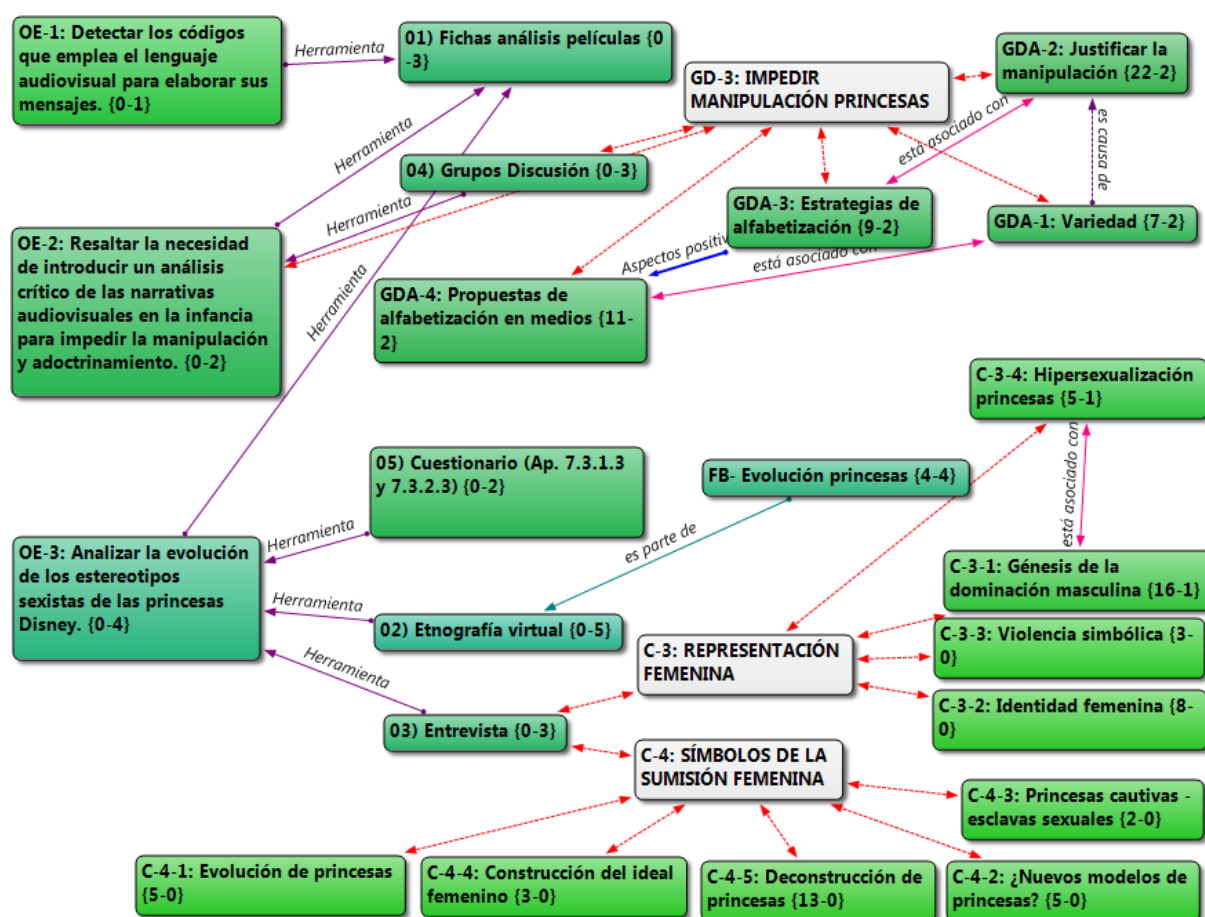 OE-1: Detectar los códigos
que emplea el lenguaje
audiovisual para elaborar sus
mensajes. {0-1}
Herramienta
01) Fichas análisis películas {0
-3}
GD-3: IMPEDIR
MANIPULACIÓN PRINCESAS
GDA-2: Justificar la
manipulación {22-2}
Herramienta
está asociado con
es causa de
04) Grupos Discusión {0-3}
Herramienta
GDA-3: Estrategias de
alfabetización {9-2}
GDA-1: Variedad {7-2}
OE-2: Resaltar la necesidad
de introducir un análisis
crítico de las narrativas
audiovisuales en la infancia
para impedir la manipulación
y adoctrinamiento. {0-2}
Herramienta
Aspectos positiv
está asociado con
GDA-4: Propuestas de
alfabetización en medios {11-
2}
C-3-4: Hipersexualización
princesas {5-1}
está asociado con
05) Cuestionario (Ap. 7.3.1.3
y 7.3.2.3) {0-2}
FB- Evolución princesas {4-4}
Herramienta
es parte de
OE-3: Analizar la evolución
de los estereotipos
sexistas de las princesas
Disney. {0-4}
Herramienta
02) Etnografía virtual {0-5}
C-3-1: Génesis de la
dominación masculina {16-1}
C-3: REPRESENTACIÓN
FEMENINA
C-3-3: Violencia simbólica {3-
0}
Herramienta
C-3-2: Identidad femenina {8-
0}
03) Entrevista {0-3}
C-4: SÍMBOLOS DE LA
SUMISIÓN FEMENINA
C-4-3: Princesas cautivas -
esclavas sexuales {2-0}
C-4-1: Evolución de princesas
{5-0}
C-4-4: Construcción del ideal
femenino {3-0}
C-4-5: Deconstrucción de
princesas {13-0}
C-4-2: ¿Nuevos modelos de
princesas? {5-0}